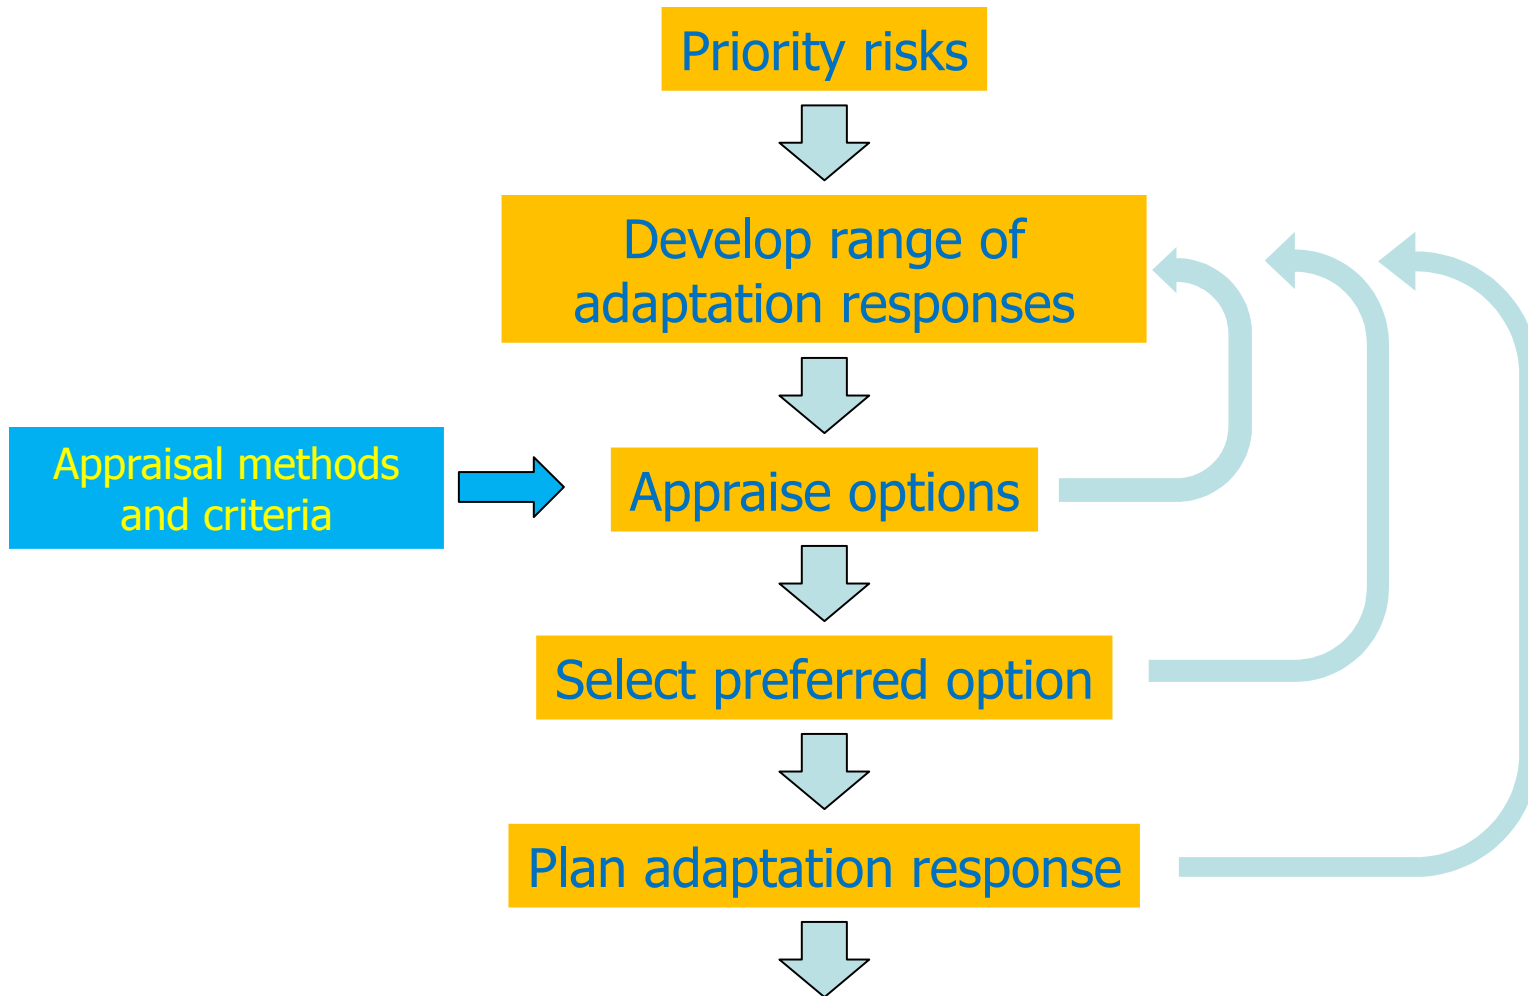 Priority risks
Develop range of
adaptation responses
Appraisal methods
and criteria
Appraise options
Select preferred option
Plan adaptation response